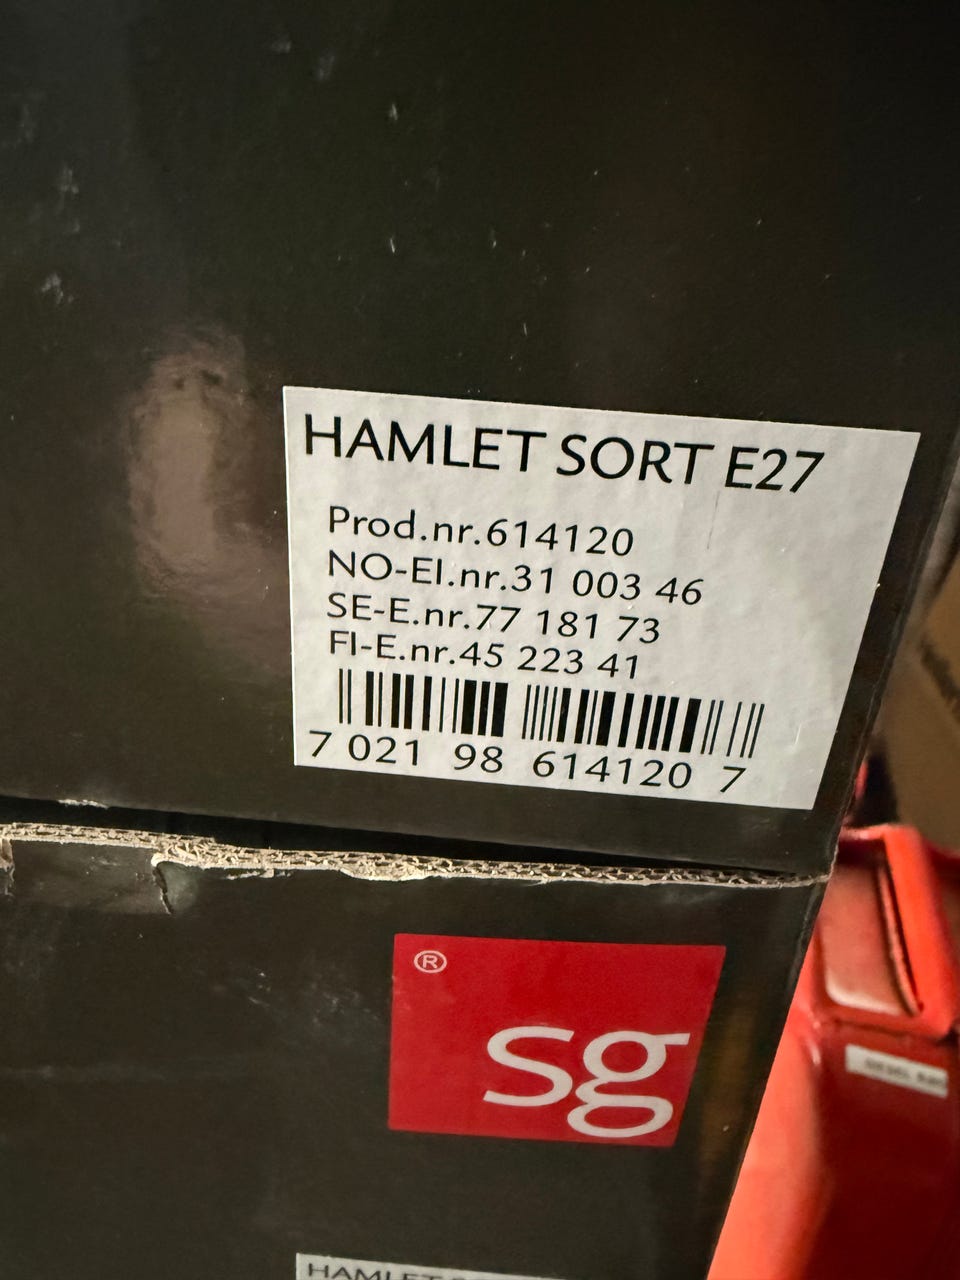 HAMLET SORT E27
Prod.nr.614120
NO-El.nr.31 003 46
SE-E.nr.77 181 73
FI-E.nr.45 223 41
7 021 98 614120 7
®
sg
HAMLET